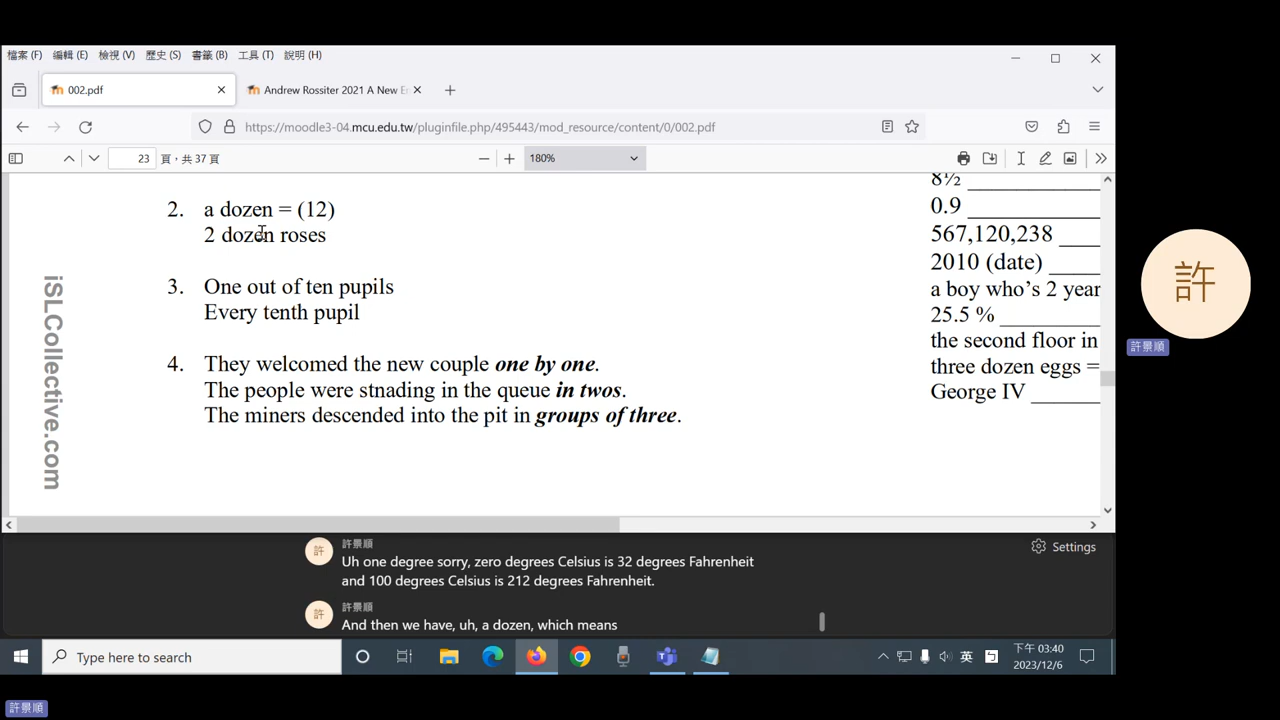 檔案 (F) 編輯 (E) 檢視 (V) 歷史 (S) 書籤 (B) 工具 (T) 說明 (H)
002.pdf
Andrew Rossiter 2021 A New En
https://moodle3-04.mcu.edu.tw/pluginfile.php/495443/mod_resource/content/0/002.pdf
23 頁，共 37 頁
180%
2. a dozen = (12)
2 dozen roses
3. One out of ten pupils
Every tenth pupil
4. They welcomed the new couple one by one.
The people were stnading in the queue in twos.
The miners descended into the pit in groups of three.
iSLCollective.com
8½
0.9
567,120,238
2010 (date)
a boy who's 2 year
25.5 %
the second floor in
three dozen eggs =
George IV
許
許景順
許
許景順
Uh one degree sorry, zero degrees Celsius is 32 degrees Fahrenheit
and 100 degrees Celsius is 212 degrees Fahrenheit.
許
許景順
And then we have, uh, a dozen, which means
Settings
Type here to search
英
下午 03:40
2023/12/6
許景順